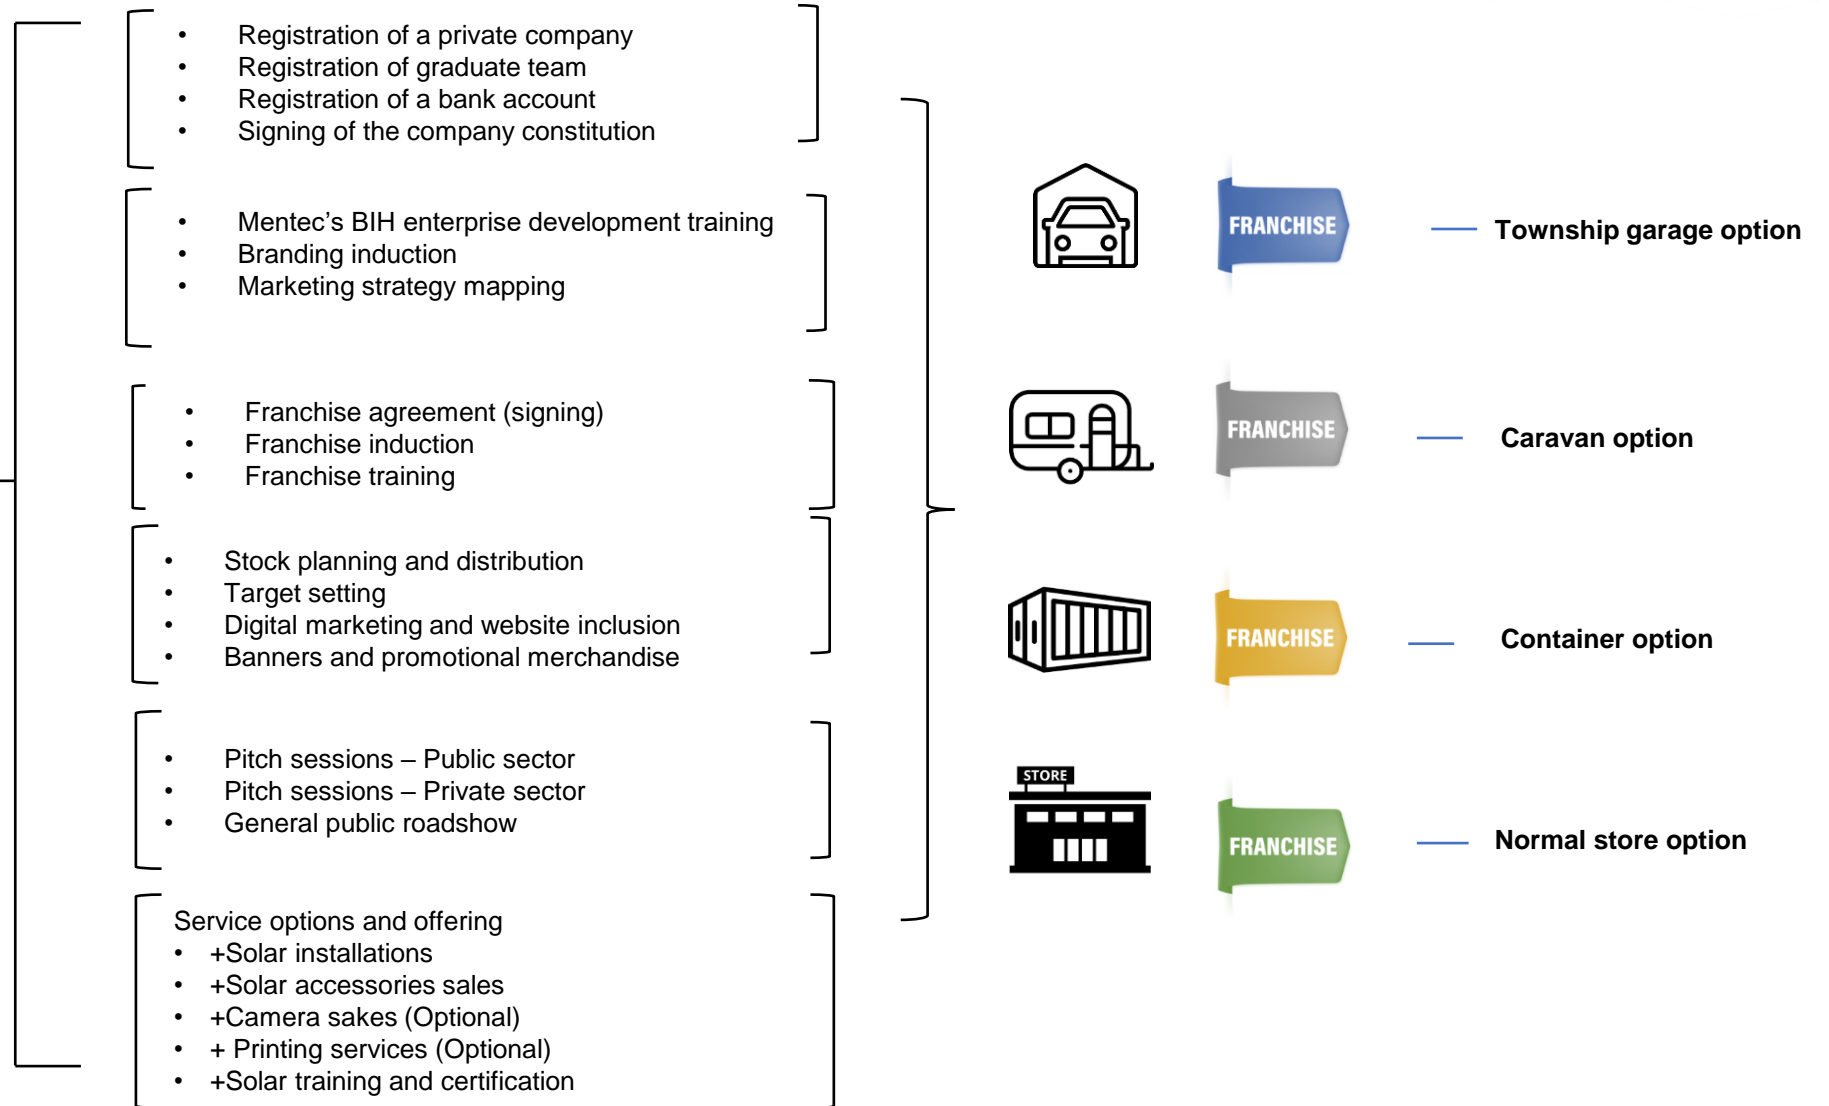 • Registration of a private company
• Registration of graduate team
• Registration of a bank account
• Signing of the company constitution
• Mentec’s BIH enterprise development training
• Branding induction
• Marketing strategy mapping
• Franchise agreement (signing)
• Franchise induction
• Franchise training
• Stock planning and distribution
• Target setting
• Digital marketing and website inclusion
• Banners and promotional merchandise
• Pitch sessions – Public sector
• Pitch sessions – Private sector
• General public roadshow
Service options and offering
• +Solar installations
• +Solar accessories sales
• +Camera sakes (Optional)
• + Printing services (Optional)
• +Solar training and certification
FRANCHISE
Township garage option
FRANCHISE
Caravan option
FRANCHISE
Container option
STORE
FRANCHISE
Normal store option